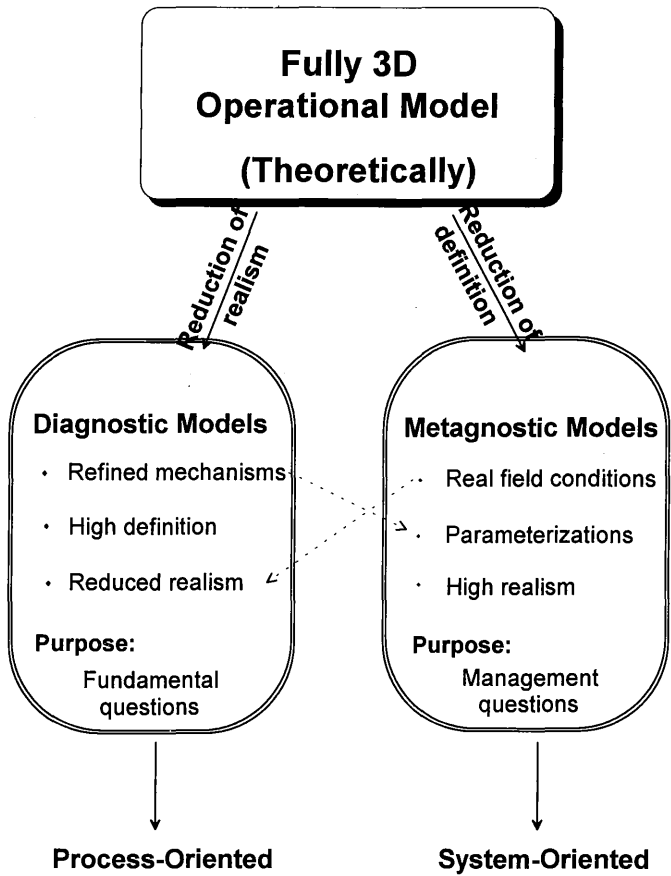 Fully 3D
Operational Model
(Theoretically)
Reduction of
realism
Reduction of
definition
Diagnostic Models
· Refined mechanisms
· High definition
· Reduced realism
Purpose:
Fundamental
questions
Metagnostic Models
· Real field conditions
· Parameterizations
· High realism
Purpose:
Management
questions
Process-Oriented
System-Oriented